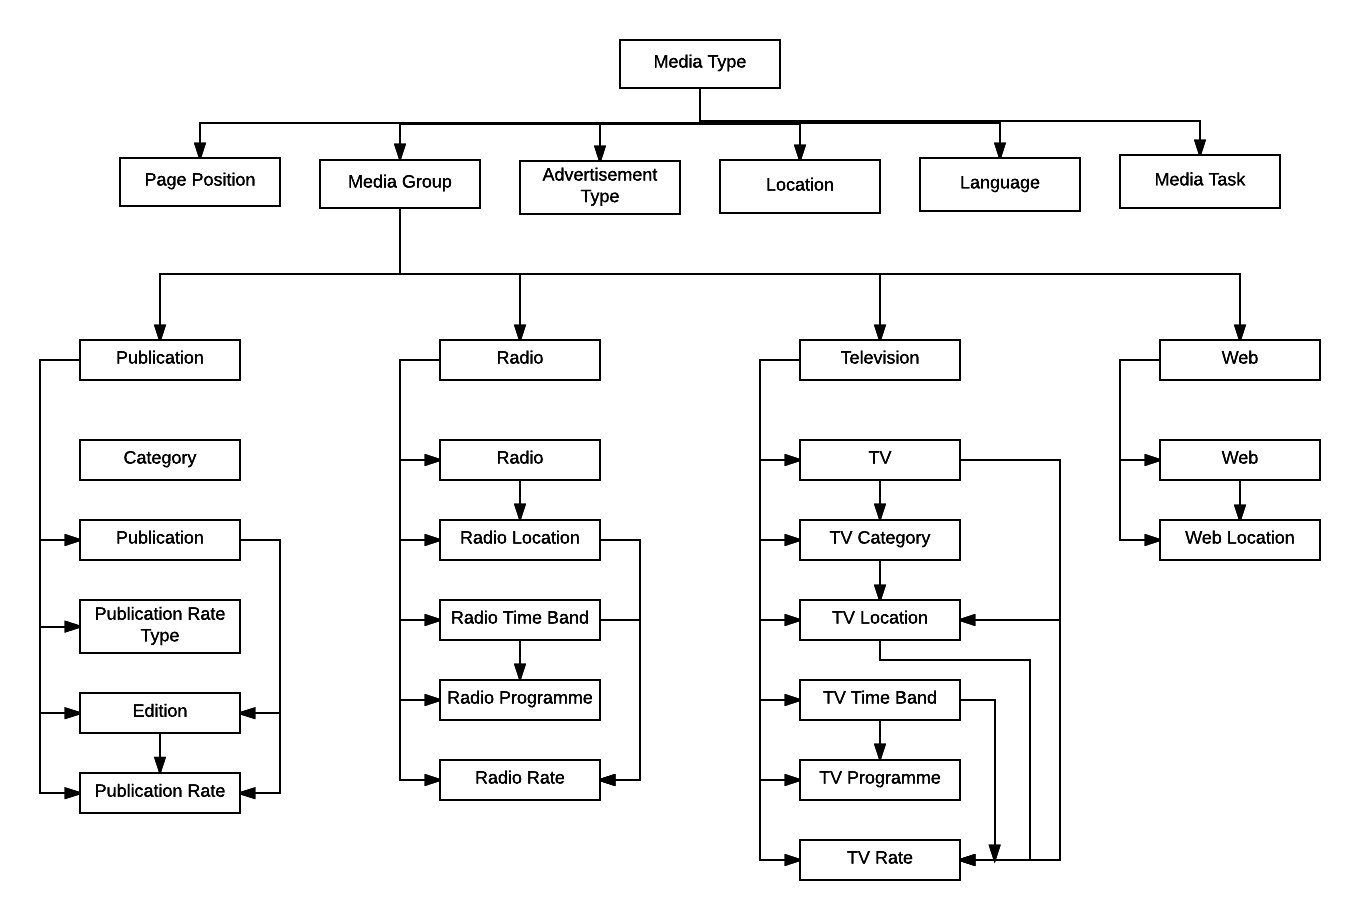 Media Type
Page Position
Media Group
Advertisement
Type
Location
Language
Media Task
Publication
Radio
Television
Web
Category
Radio
TV
Web
Publication
Radio Location
TV Category
Web Location
Publication Rate
Type
Radio Time Band
TV Location
Edition
Radio Programme
TV Time Band
Publication Rate
Radio Rate
TV Programme
TV Rate